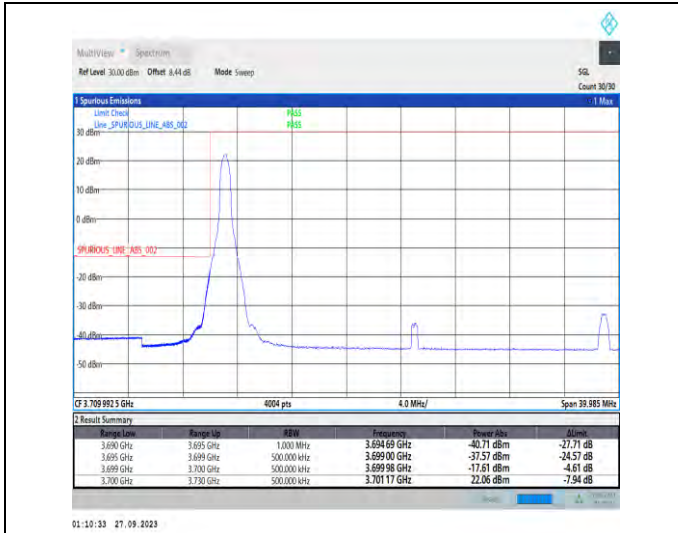 MultiView Spectrum
Ref Level 30.00 dBm Offset 8.44 dB Mode Sweep SGL
Count 30/30
1 Spurious Emissions 1 Max
Limit Check PASS
Line _SPURIOUS_LINE_ABS_002 PASS
30 dBm
20 dBm
10 dBm
0 dBm
SPURIOUS_LINE_ABS_002
-20 dBm
-30 dBm
-40 dBm
-50 dBm
CF 3.709 992 5 GHz 4004 pts 4.0 MHz/ Span 39.985 MHz
2 Result Summary
Range Low Range Up RBW Frequency Power Abs ΔLimit
3.690 GHz 3.695 GHz 1.000 MHz 3.694 69 GHz -40.71 dBm -27.71 dB
3.695 GHz 3.699 GHz 500.000 kHz 3.699 00 GHz -37.57 dBm -24.57 dB
3.699 GHz 3.700 GHz 500.000 kHz 3.699 98 GHz -17.61 dBm -4.61 dB
3.700 GHz 3.730 GHz 500.000 kHz 3.701 17 GHz 22.06 dBm -7.94 dB
01:10:33 27.09.2023